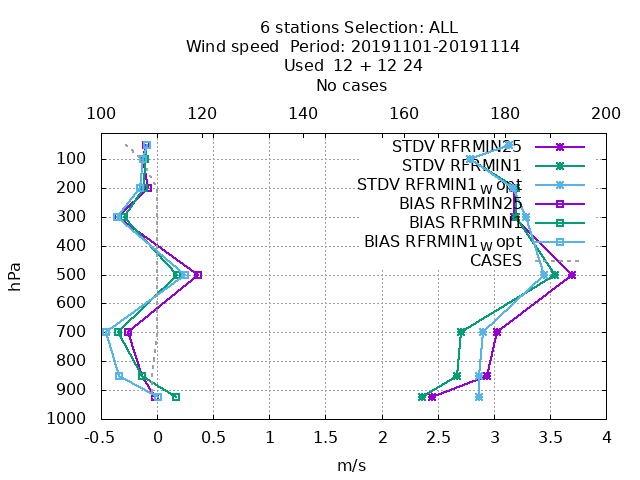 6 stations Selection: ALL
Wind speed  Period: 20191101-20191114
Used  12 + 12 24
No cases
100 120 140 160 180 200
STDV RFRMIN25
STDV RFRMIN1
STDV RFRMIN1w opt
BIAS RFRMIN25
BIAS RFRMIN1
BIAS RFRMIN1w opt
CASES
100
200
300
400
500
600
700
800
900
1000
hPa
-0.5 0 0.5 1 1.5 2 2.5 3 3.5 4
m/s